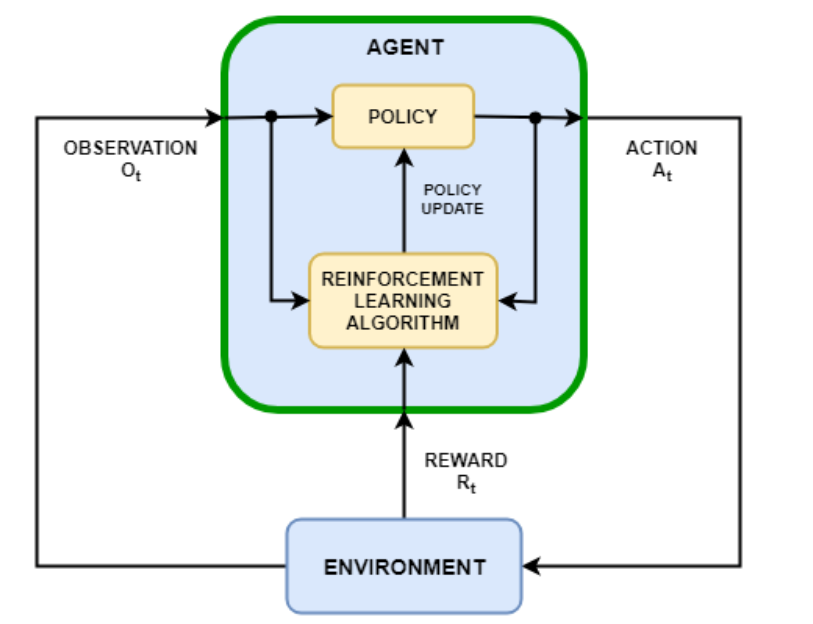 AGENT
POLICY
OBSERVATION
Oₜ
ACTION
Aₜ
POLICY
UPDATE
REINFORCEMENT
LEARNING
ALGORITHM
REWARD
Rₜ
ENVIRONMENT